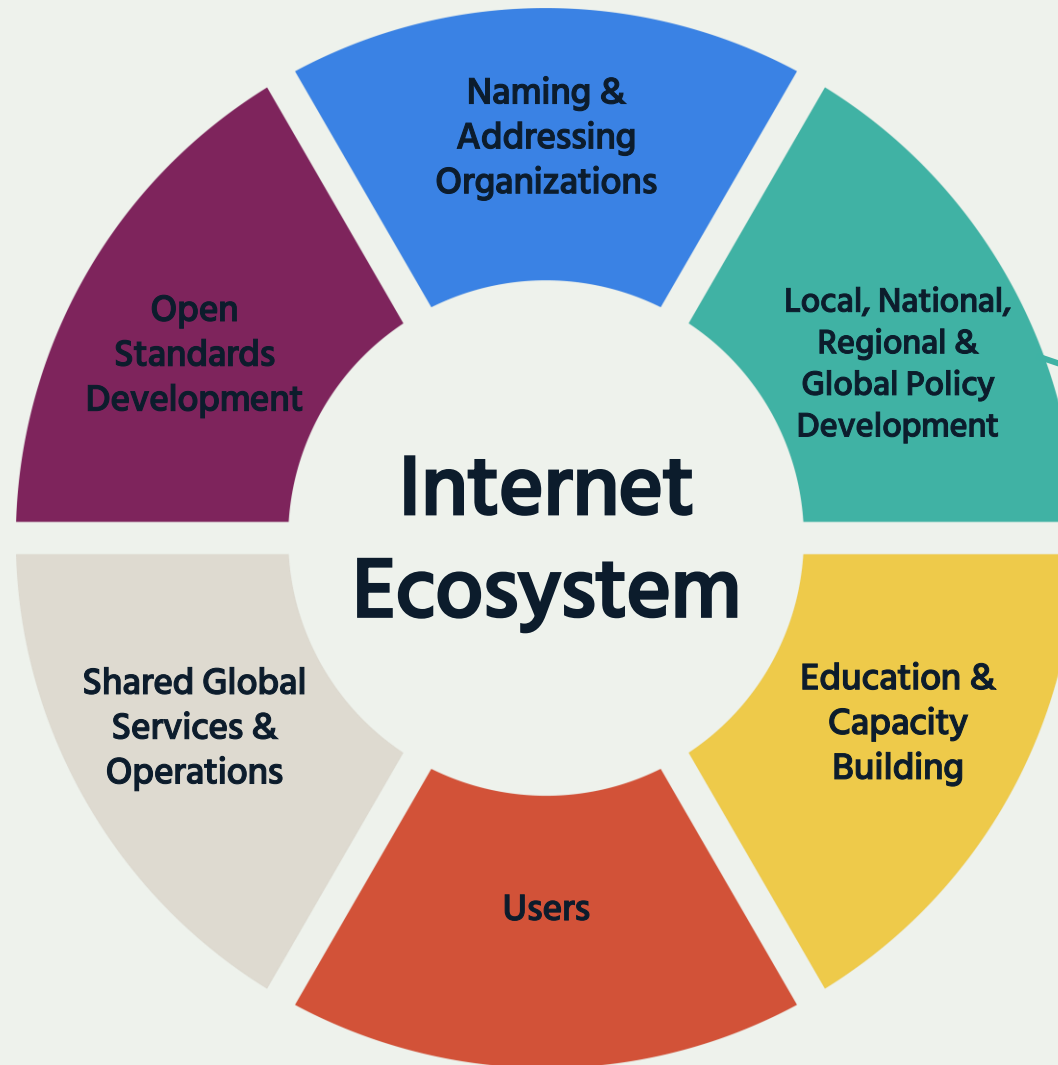 Naming &
Addressing
Organizations
Local, National,
Regional &
Global Policy
Development
Open
Standards
Development
Internet
Ecosystem
Shared Global
Services &
Operations
Education &
Capacity
Building
Users